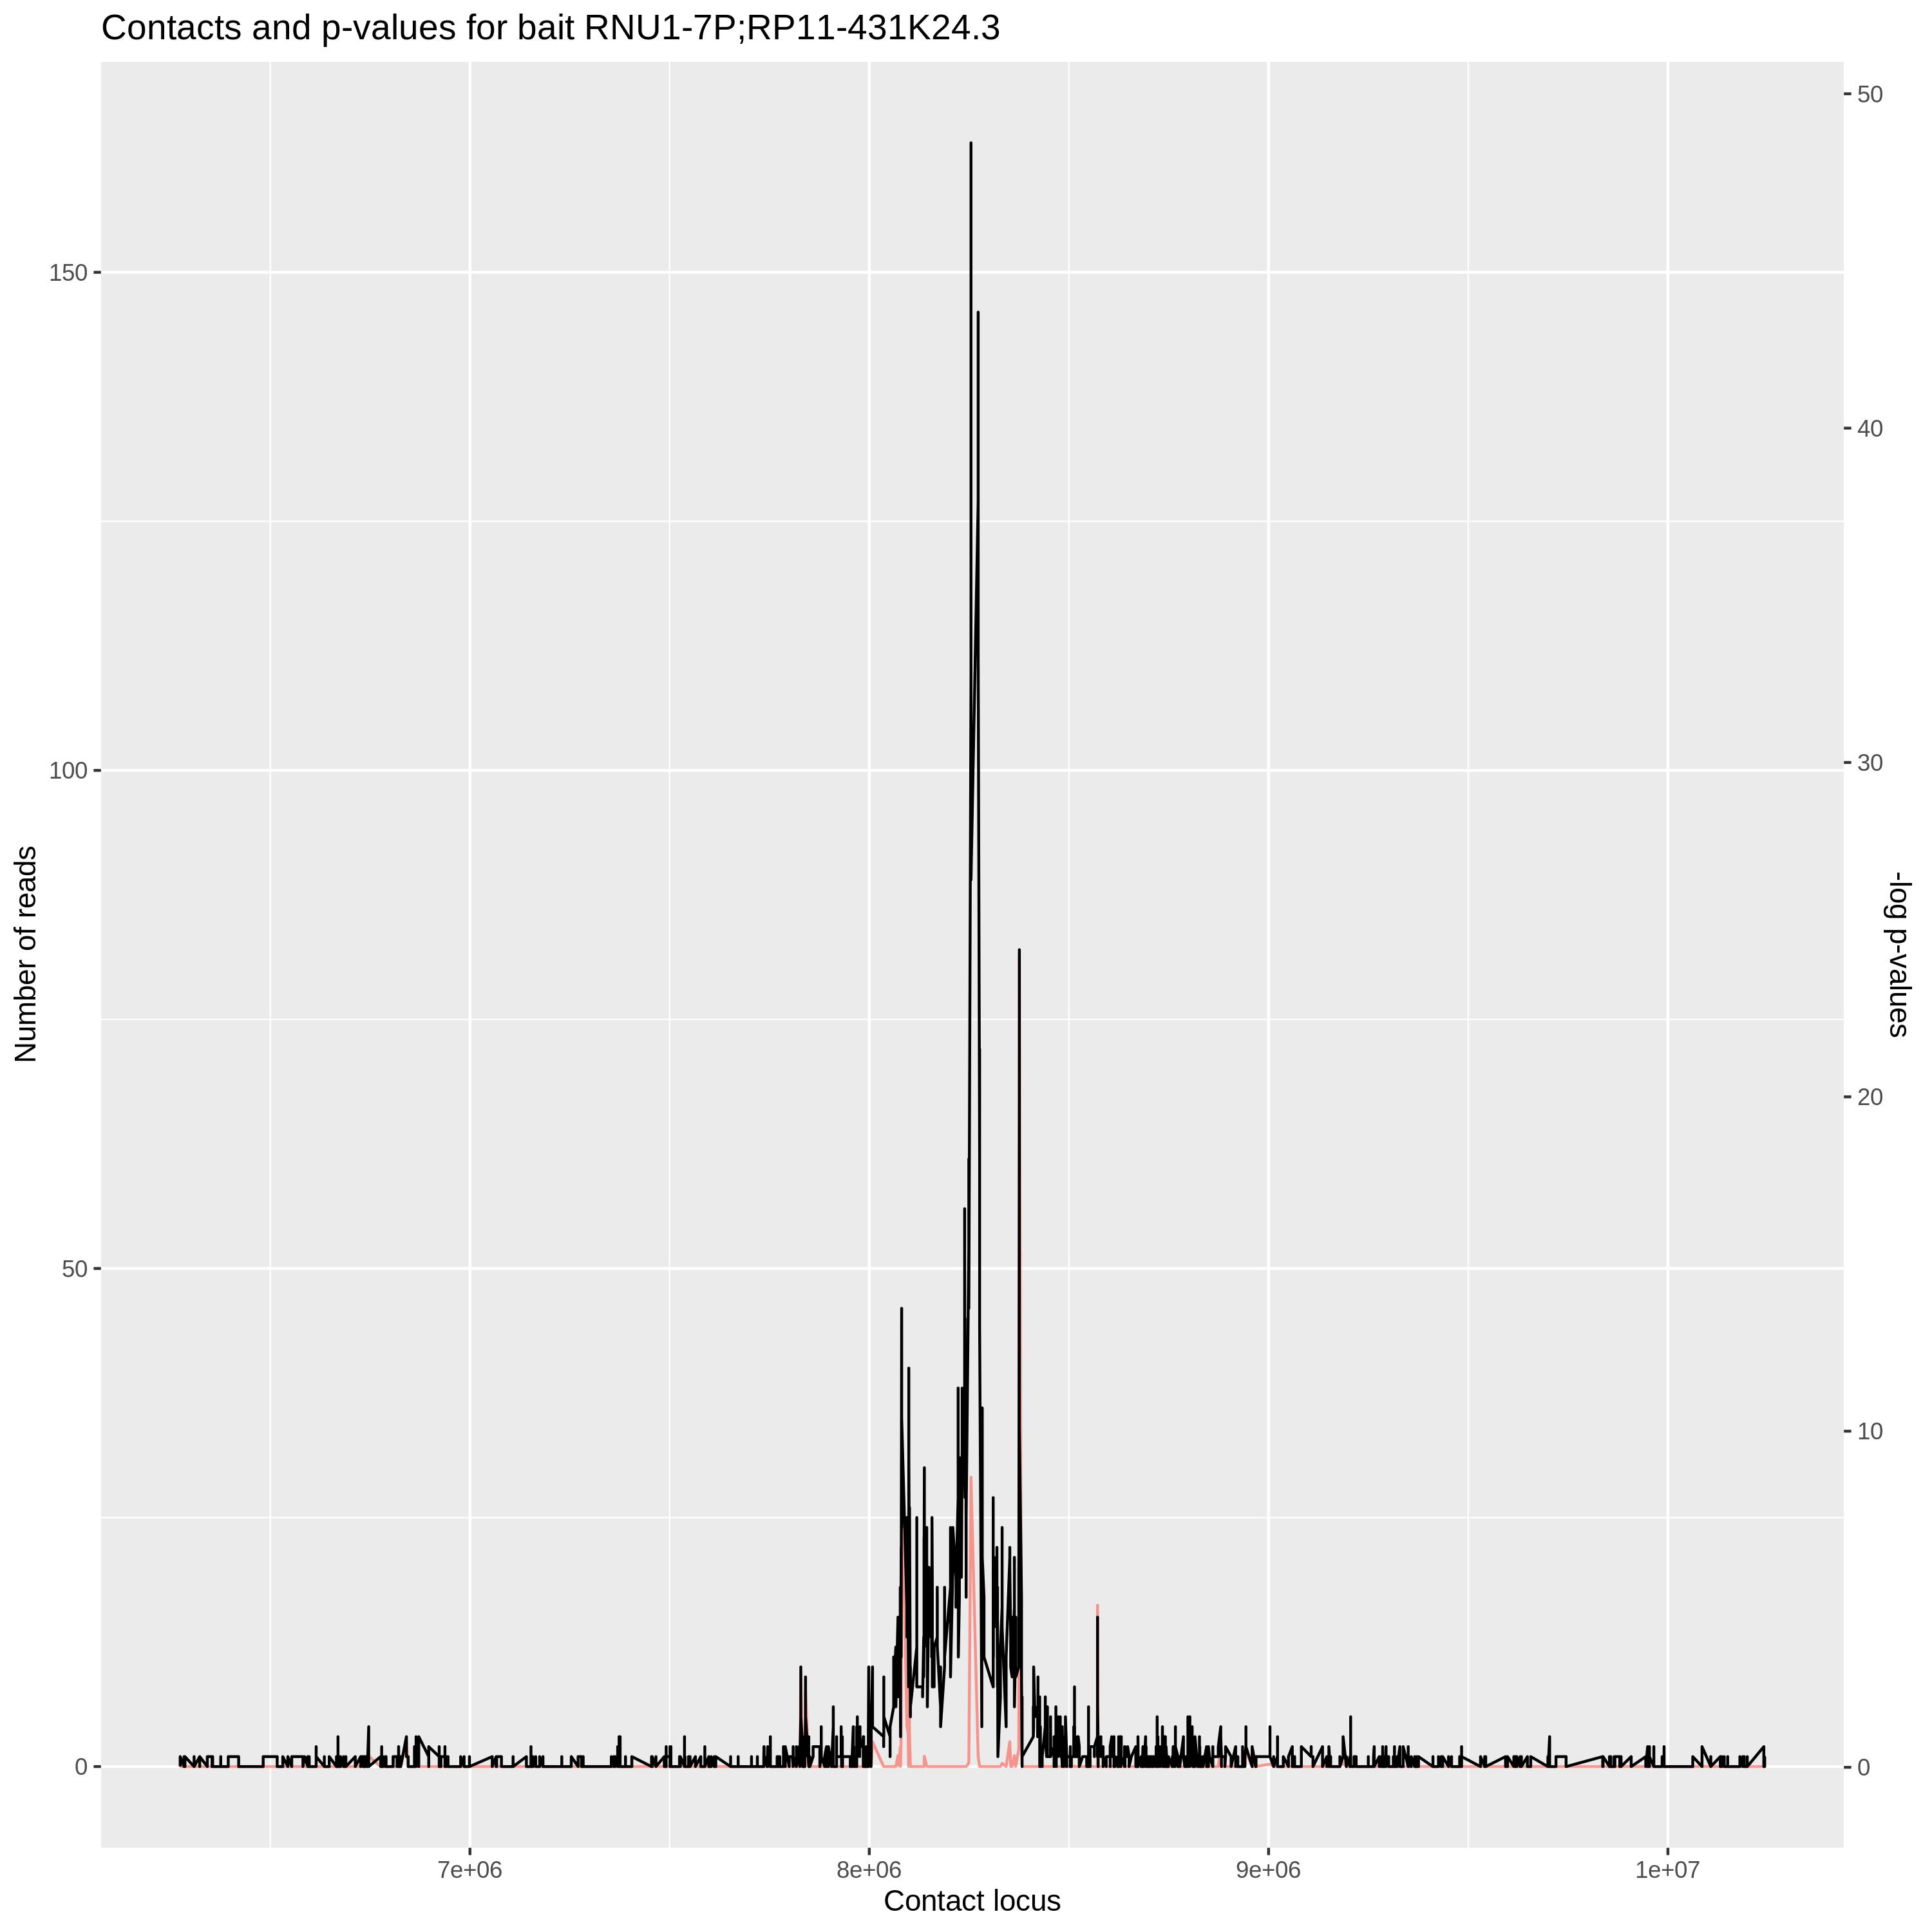 Contacts and p-values for bait RNU1-7P;RP11-431K24.3
50
150
40
100
30
Number of reads
-log p-values
20
50
10
0
0
7e+06
8e+06
9e+06
1e+07
Contact locus